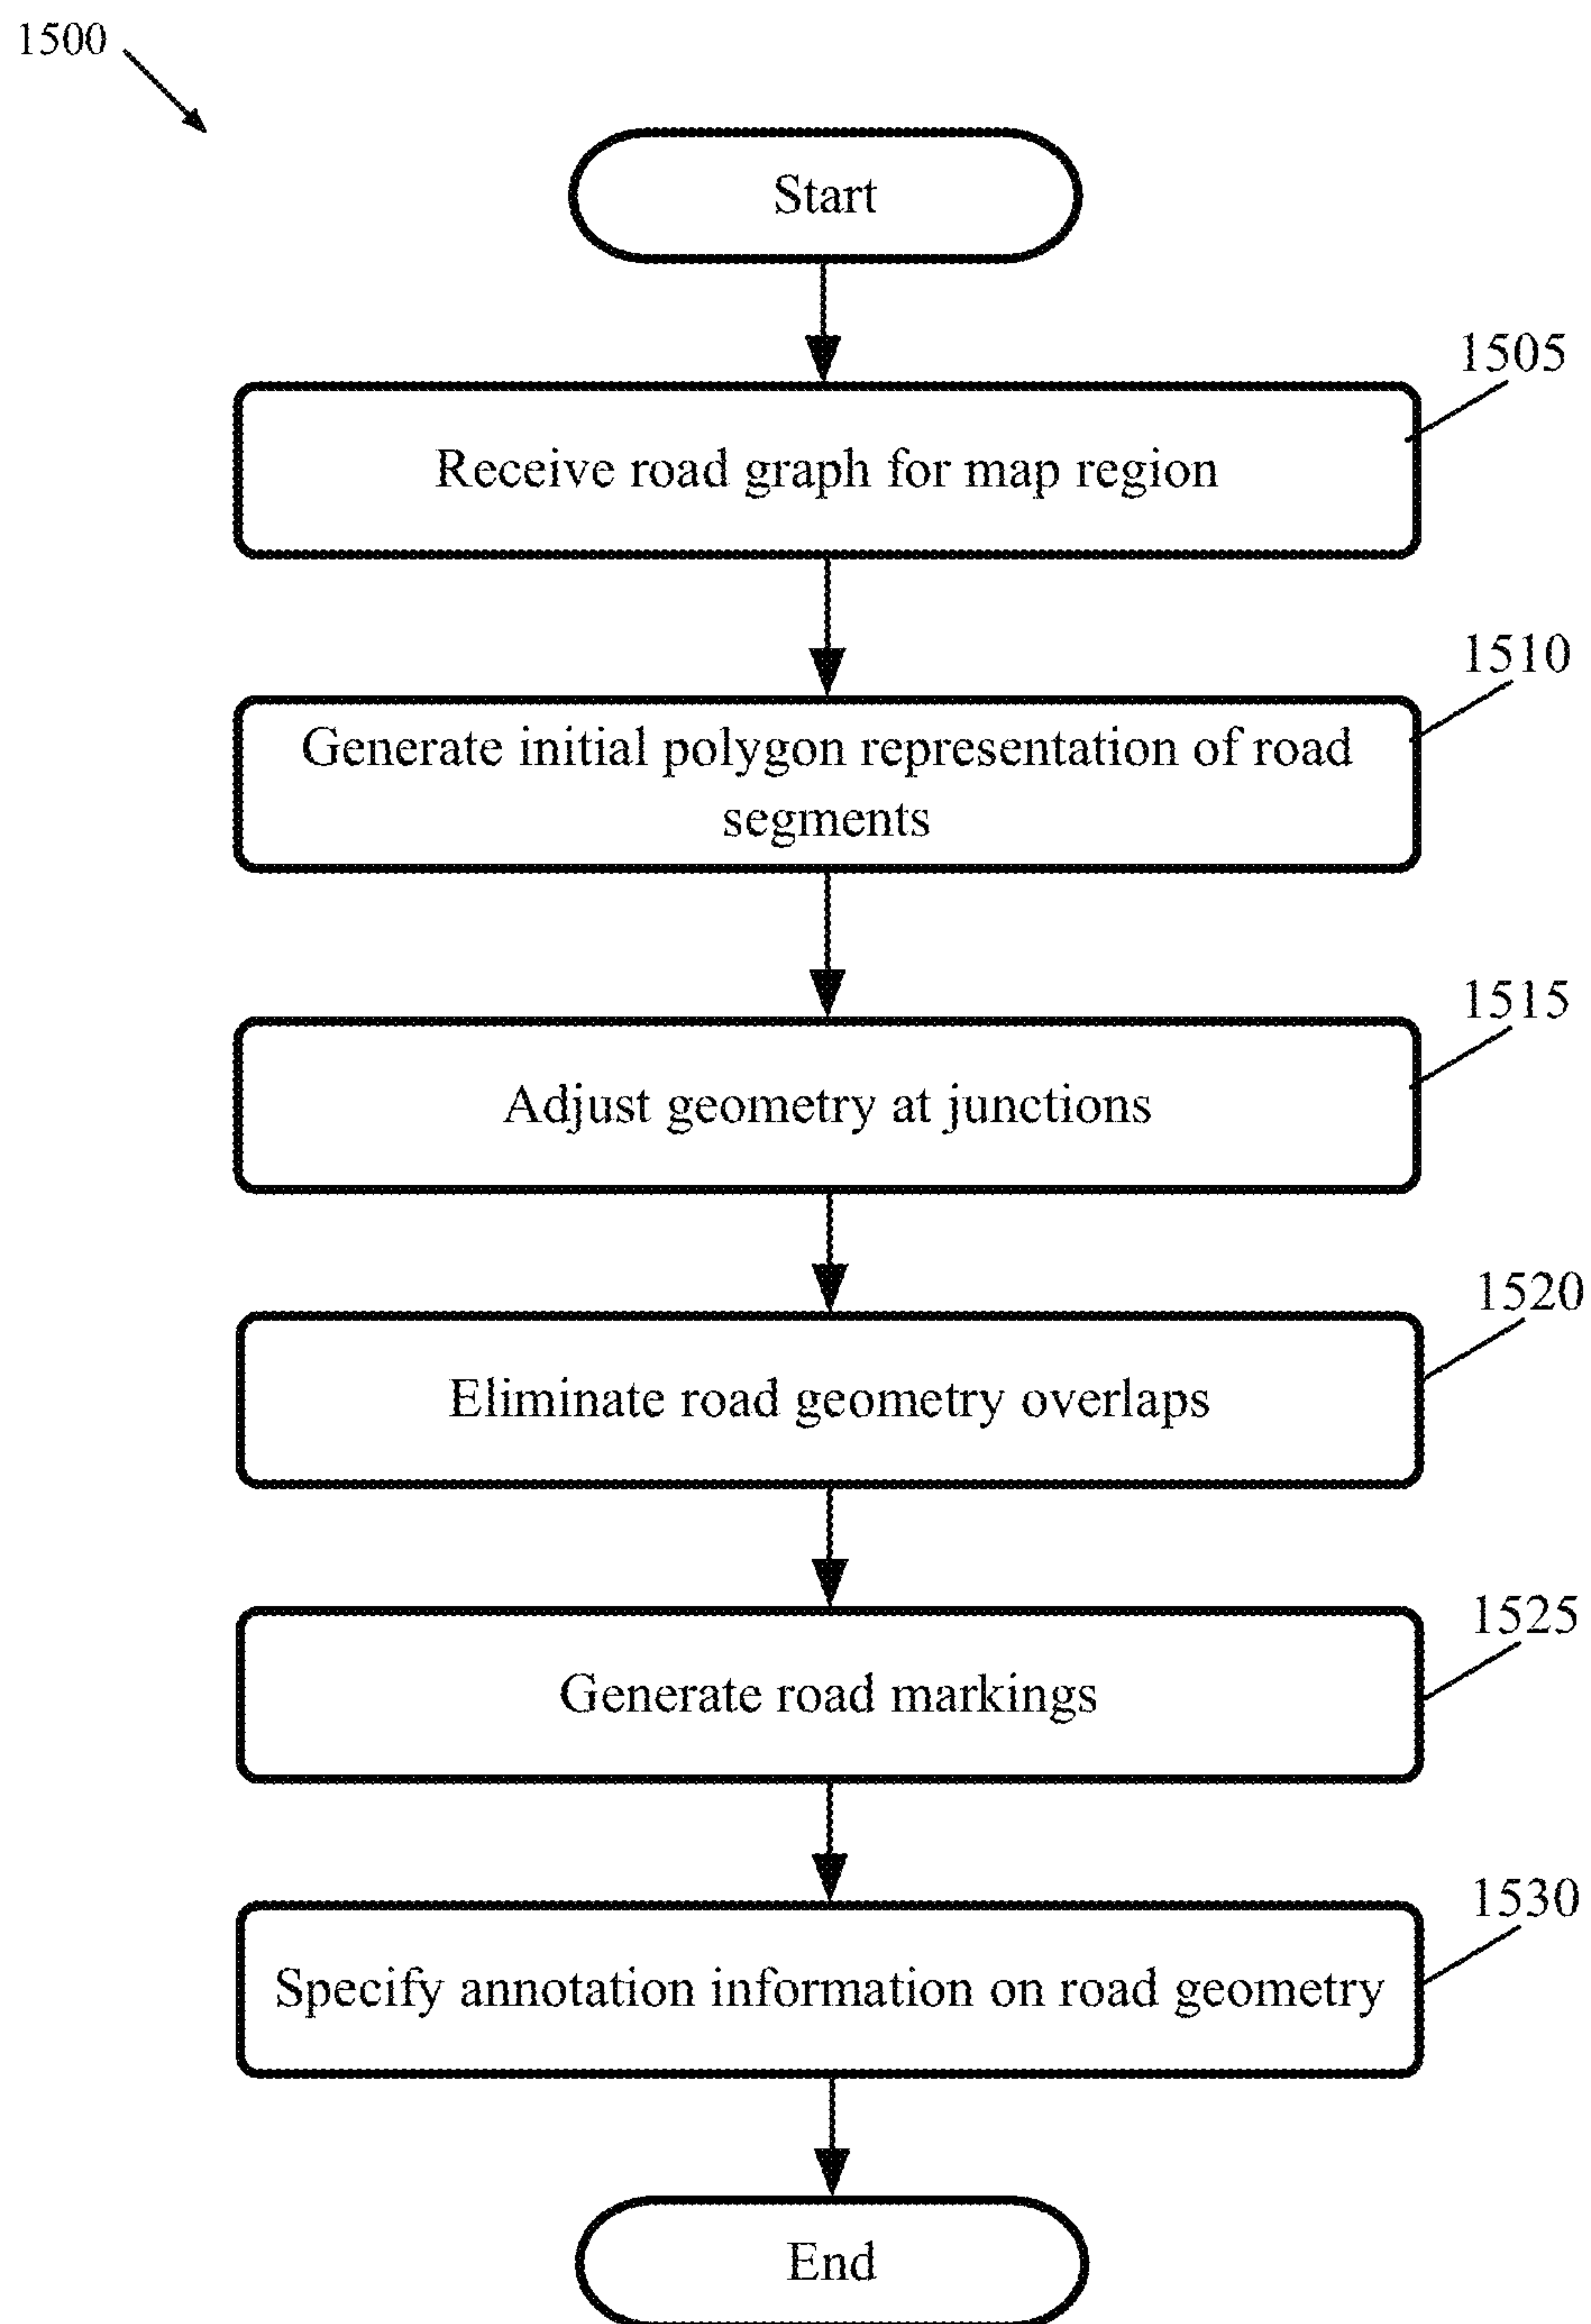 1500
Start
1505
Receive road graph for map region
1510
Generate initial polygon representation of road
segments
1515
Adjust geometry at junctions
1520
Eliminate road geometry overlaps
1525
Generate road markings
1530
Specify annotation information on road geometry
End